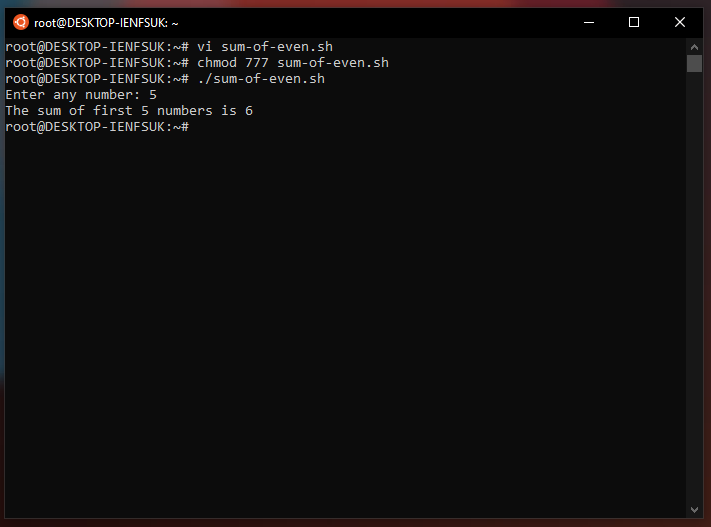 root@DESKTOP-IENFSUK: ~
root@DESKTOP-IENFSUK:~# vi sum-of-even.sh
root@DESKTOP-IENFSUK:~# chmod 777 sum-of-even.sh
root@DESKTOP-IENFSUK:~# ./sum-of-even.sh
Enter any number: 5
The sum of first 5 numbers is 6
root@DESKTOP-IENFSUK:~#